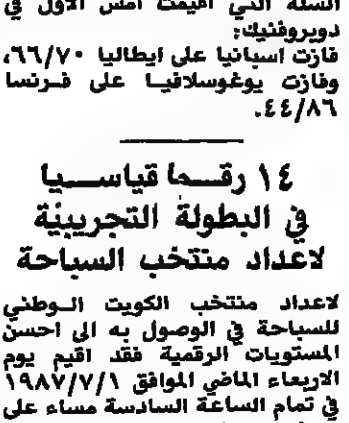 السلة التي اقيمت امس الاول في
دوبروفنيك:
فازت اسبانيا على ايطاليا ٦٦/٧٠،
وفازت يوغوسلافيا على فرنسا
٤٤/٨٦.
١٤ رقما قياسيا
في البطولة التجريبية
لاعداد منتخب السباحة
لاعداد منتخب الكويت الوطني
للسباحة في الوصول به الى احسن
المستويات الرقمية فقد اقيم يوم
الاربعاء الماضي الموافق ١٩٨٧/٧/١
في تمام الساعة السادسة مساء على